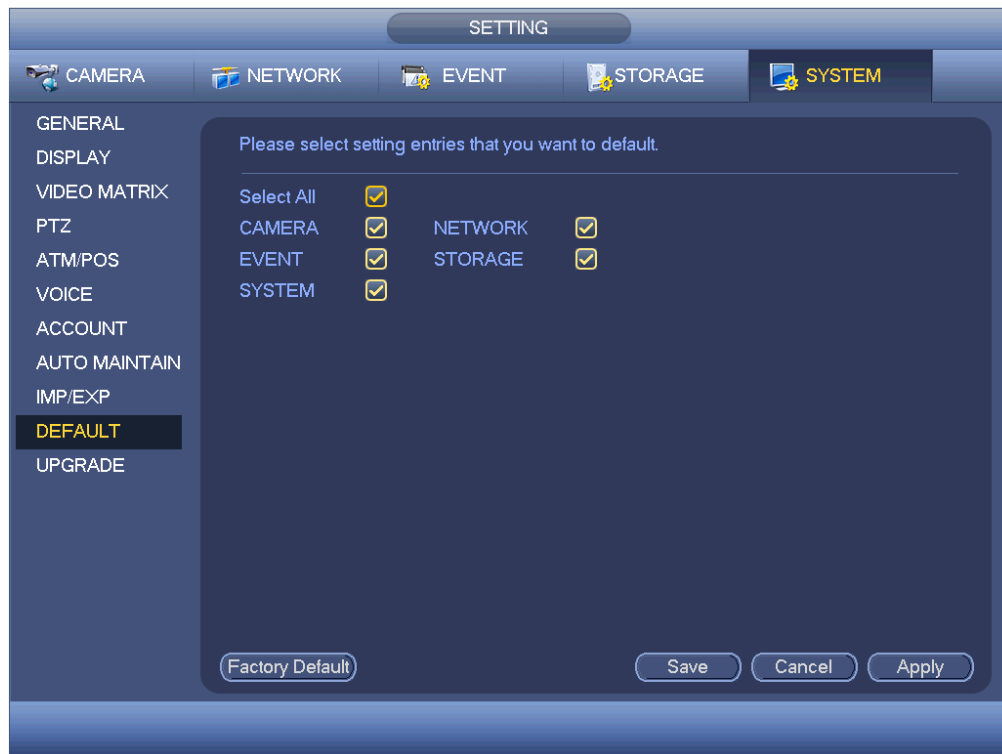 SETTING
CAMERA NETWORK EVENT STORAGE SYSTEM
GENERAL
DISPLAY
VIDEO MATRIX
PTZ
ATM/POS
VOICE
ACCOUNT
AUTO MAINTAIN
IMP/EXP
DEFAULT
UPGRADE
Please select setting entries that you want to default.
Select All
CAMERA NETWORK
EVENT STORAGE
SYSTEM
Factory Default Save Cancel Apply